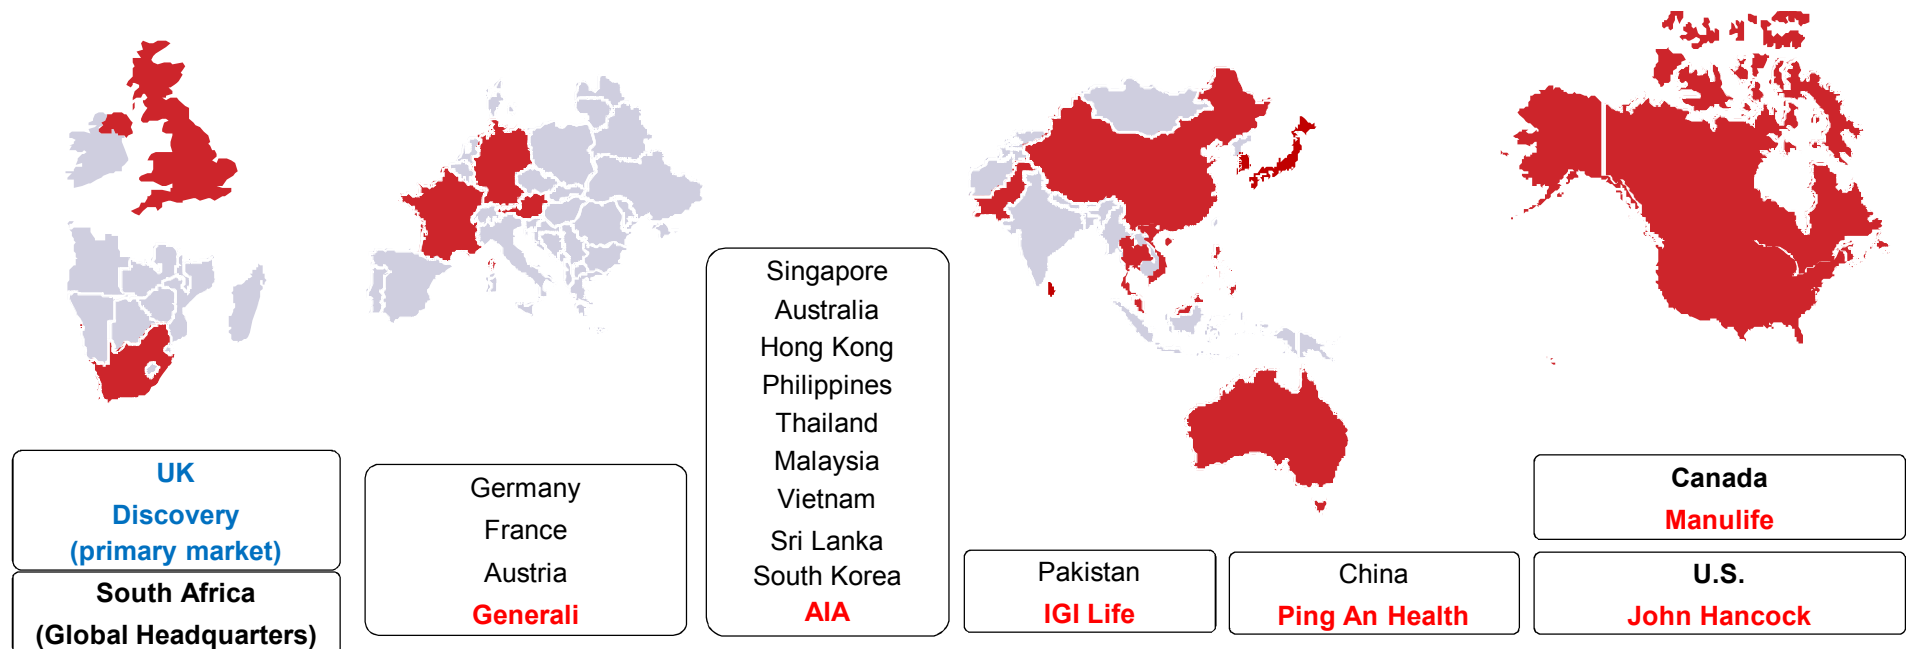 UK
Discovery
(primary market)
South Africa
(Global Headquarters)
Germany
France
Austria
Generali
Singapore
Australia
Hong Kong
Philippines
Thailand
Malaysia
Vietnam
Sri Lanka
South Korea
AIA
Pakistan
IGI Life
China
Ping An Health
Canada
Manulife
U.S.
John Hancock